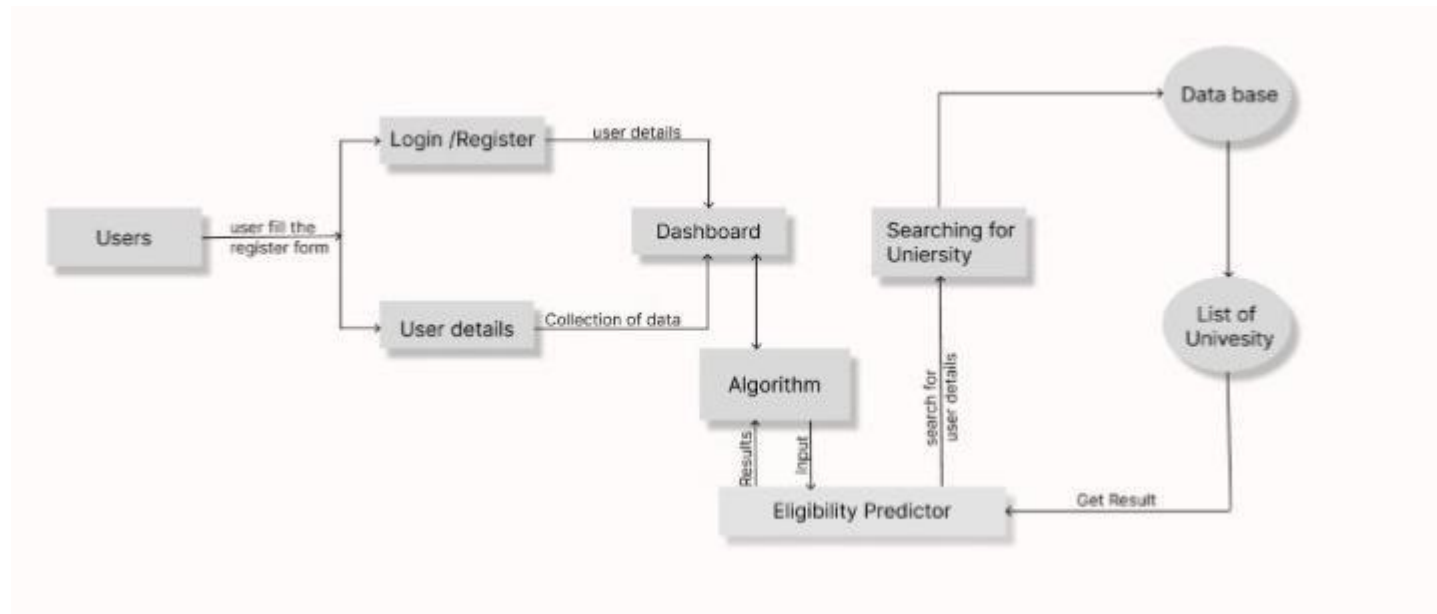 Data base
Login /Register
user details
Users
user fill the
register form
Dashboard
Searching for
Uniersity
User details
Collection of data
List of
Univesity
Algorithm
search for
user details
Results
Input
Eligibility Predictor
Get Result